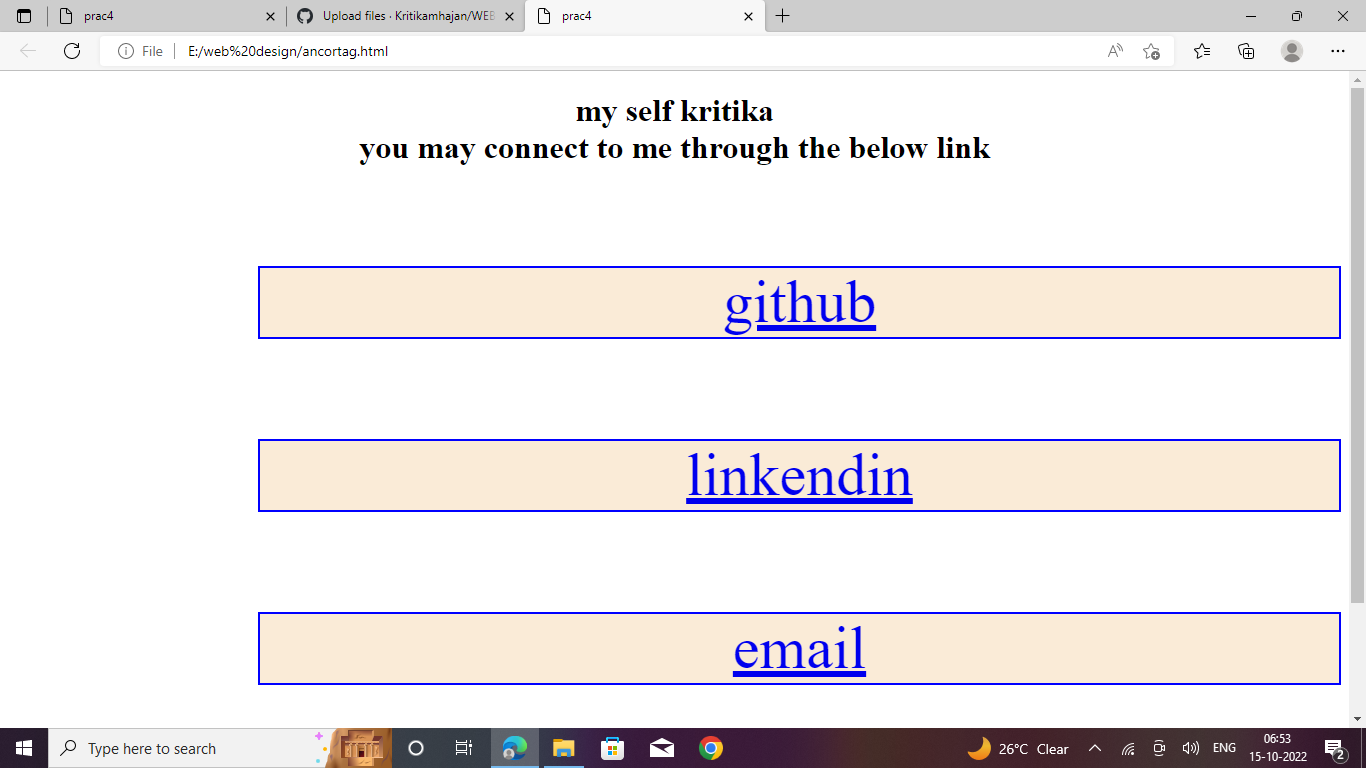 prac4
Upload files · Kritikamhajan/WEB
prac4
File
E:/web%20design/ancortag.html
my self kritika
you may connect to me through the below link
github
linkendin
email
Type here to search
26°C Clear
ENG
06:53
15-10-2022
2